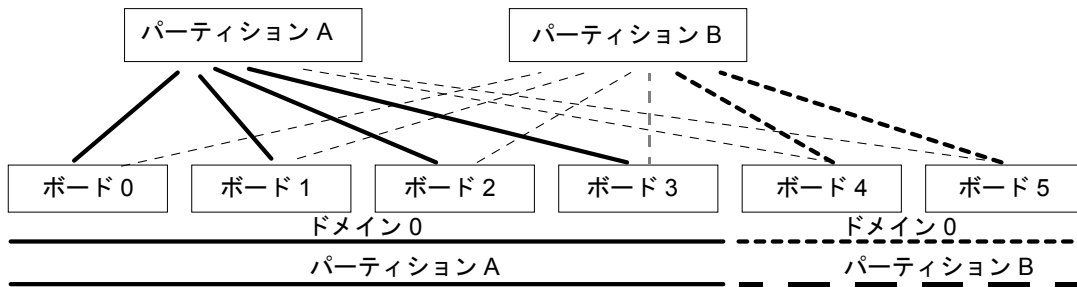 パーティション A
パーティション B
ボード 0
ボード 1
ボード 2
ボード 3
ボード 4
ボード 5
ドメイン 0
ドメイン 0
パーティション A
パーティション B